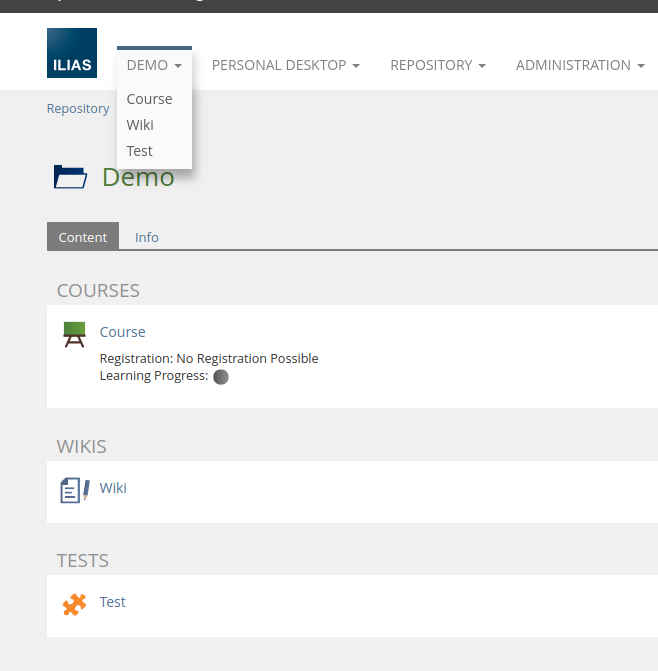 ILIAS
DEMO
PERSONAL DESKTOP
REPOSITORY
ADMINISTRATION
Course
Wiki
Test
Repository
Demo
Content
Info
COURSES
Course
Registration: No Registration Possible
Learning Progress:
WIKIS
Wiki
TESTS
Test